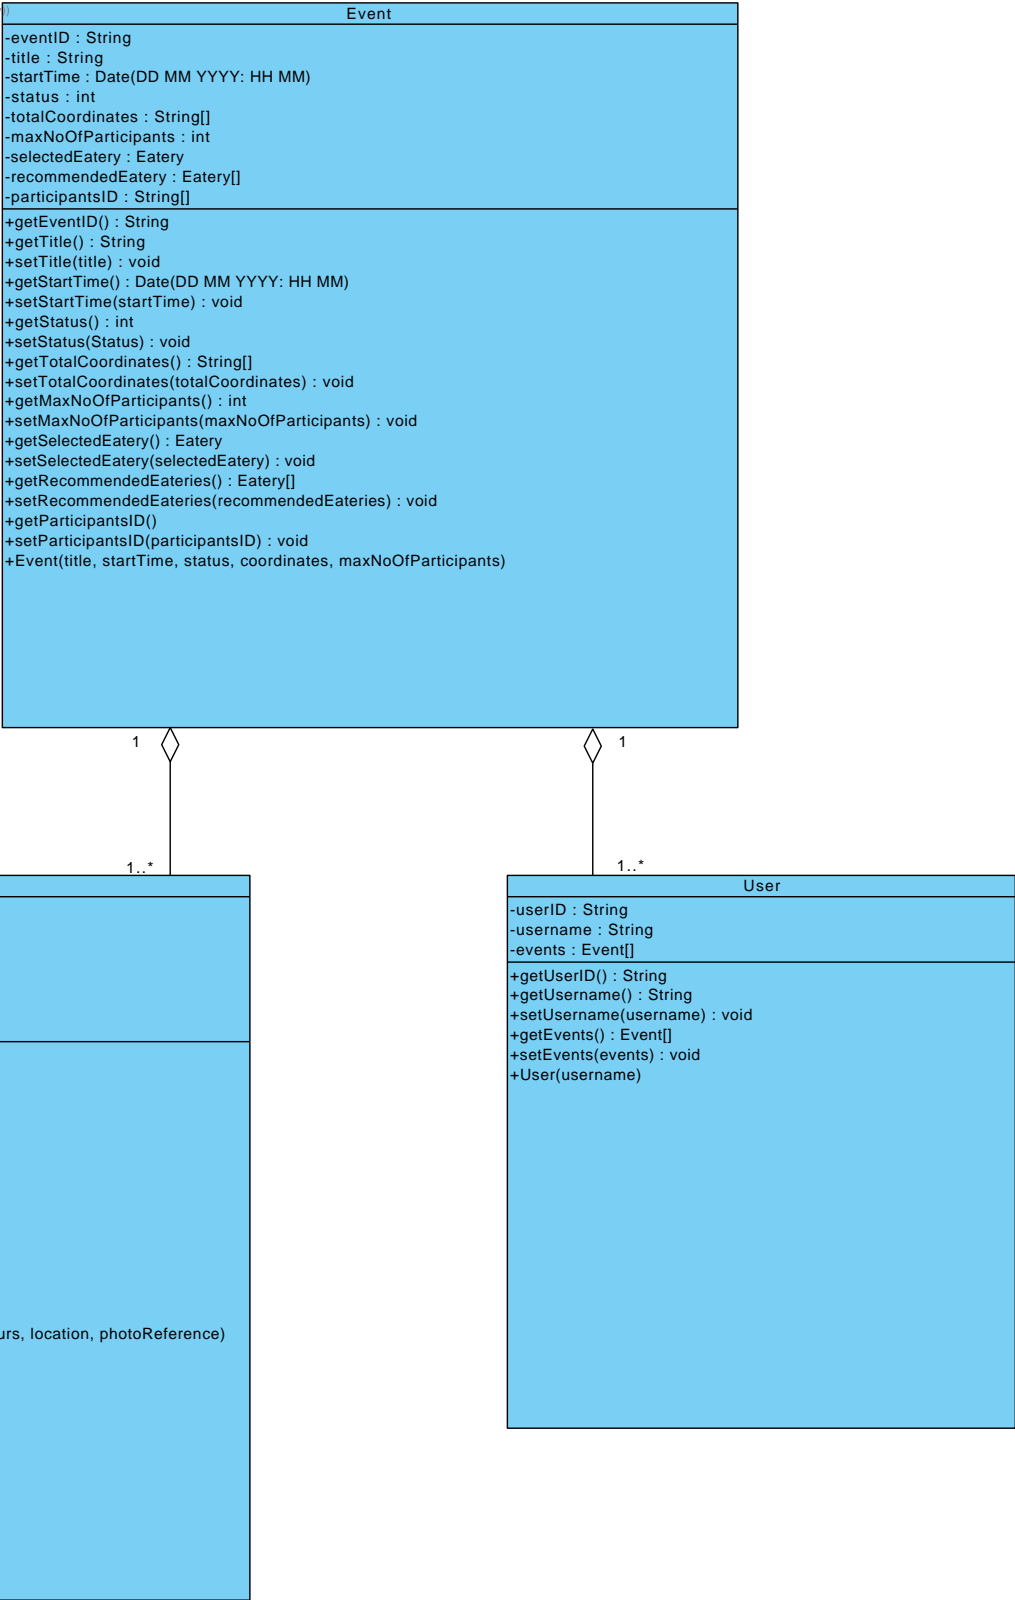 Event
-eventID : String
-title : String
-startTime : Date(DD MM YYYY: HH MM)
-status : int
-totalCoordinates : String[]
-maxNoOfParticipants : int
-selectedEatery : Eatery
-recommendedEatery : Eatery[]
-participantsID : String[]
+getEventID() : String
+getTitle() : String
+setTitle(title) : void
+getStartTime() : Date(DD MM YYYY: HH MM)
+setStartTime(startTime) : void
+getStatus() : int
+setStatus(Status) : void
+getTotalCoordinates() : String[]
+setTotalCoordinates(totalCoordinates) : void
+getMaxNoOfParticipants() : int
+setMaxNoOfParticipants(maxNoOfParticipants) : void
+getSelectedEatery() : Eatery
+setSelectedEatery(selectedEatery) : void
+getRecommendedEateries() : Eatery[]
+setRecommendedEateries(recommendedEateries) : void
+getParticipantsID()
+setParticipantsID(participantsID) : void
+Event(title, startTime, status, coordinates, maxNoOfParticipants)
1
1
1..*
1..*
User
-userID : String
-username : String
-events : Event[]
+getUserID() : String
+getUsername() : String
+setUsername(username) : void
+getEvents() : Event[]
+setEvents(events) : void
+User(username)
urs, location, photoReference)